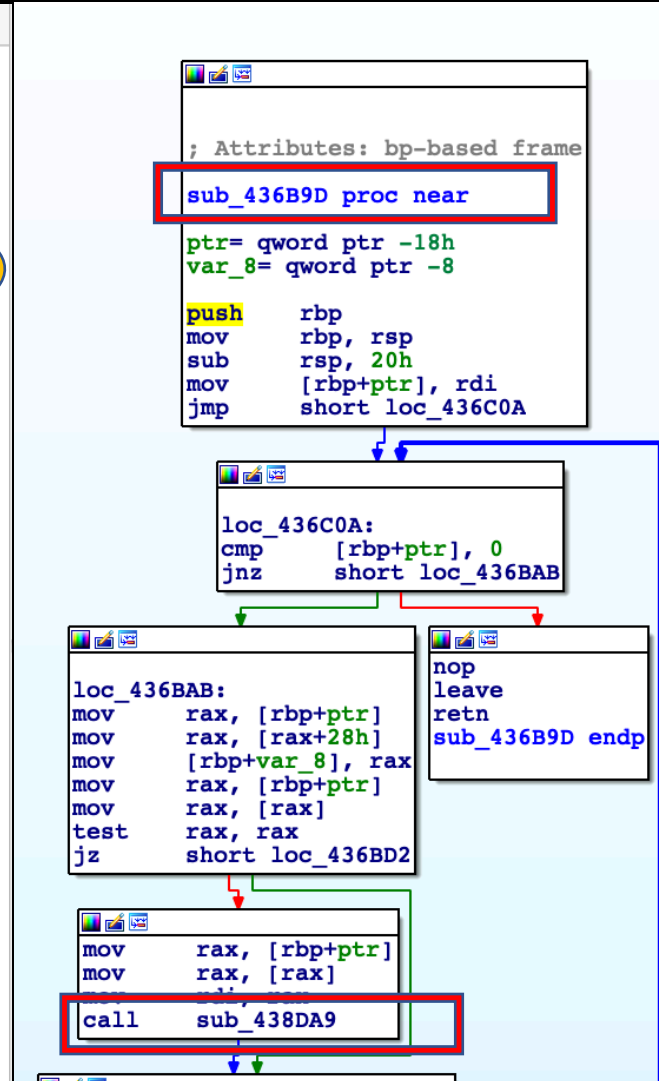 ; Attributes: bp-based frame
sub_436B9D proc near
ptr= qword ptr -18h
var_8= qword ptr -8
push rbp
mov rbp, rsp
sub rsp, 20h
mov [rbp+ptr], rdi
jmp short loc_436C0A
loc_436C0A:
cmp [rbp+ptr], 0
jnz short loc_436BAB
loc_436BAB:
mov rax, [rbp+ptr]
mov rax, [rax+28h]
mov [rbp+var_8], rax
mov rax, [rbp+ptr]
mov rax, [rax]
test rax, rax
jz short loc_436BD2
nop
leave
retn
sub_436B9D endp
mov rax, [rbp+ptr]
mov rax, [rax]
call sub_438DA9